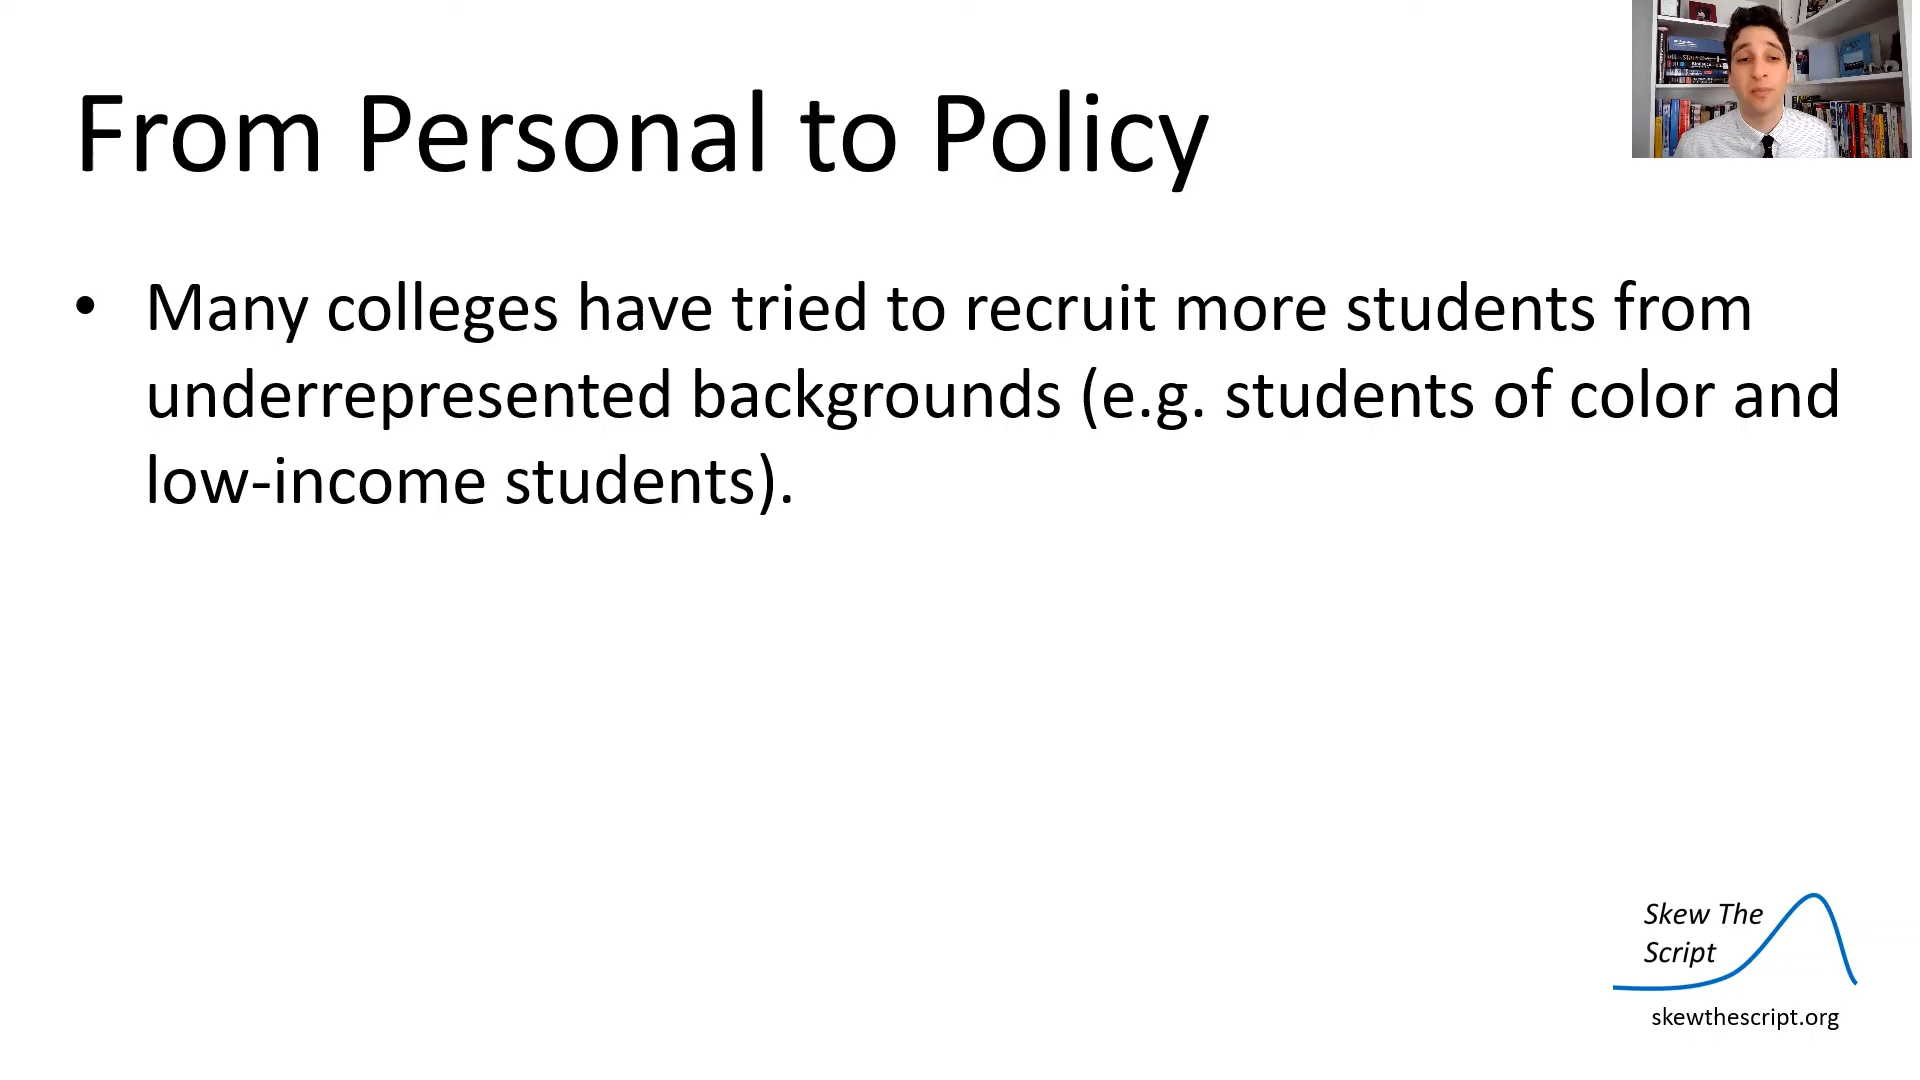 From Personal to Policy
• Many colleges have tried to recruit more students from
underrepresented backgrounds (e.g. students of color and
low-income students).
Skew The
Script
skewthescript.org